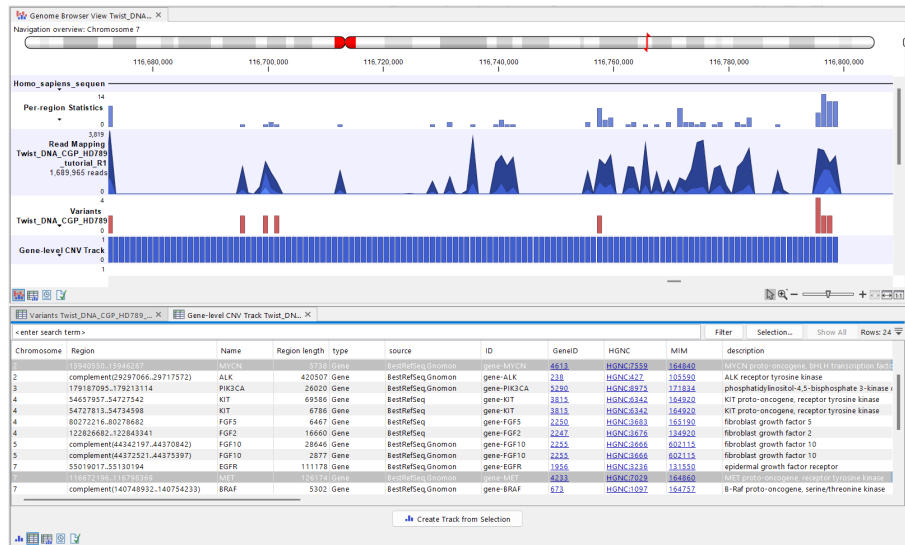 Genome Browser View Twist_DNA...
Navigation overview: Chromosome 7
116,680,000 116,700,000 116,720,000 116,740,000 116,760,000 116,780,000 116,800,000
Homo_sapiens_sequen
14
Per-region Statistics
0
3,819
Read Mapping
Twist_DNA_CGP_HD789
_tutorial_R1
1,689,965 reads
0
4
Variants
Twist_DNA_CGP_HD789
0
1
Gene-level CNV Track
0
1
Variants Twist_DNA_CGP_HD789_... Gene-level CNV Track Twist_DN...
<enter search term> Filter Selection... Show All Rows: 24
Chromosome Region Name Region length type source ID GeneID HGNC MIM description
2 15940550..15946287 MYCN 5738 Gene BestRefSeq,Gnomon gene-MYCN 4613 HGNC:7559 164840 MYCN proto-oncogene, bHLH transcription facto
2 complement(29297066..29717572) ALK 420507 Gene BestRefSeq,Gnomon gene-ALK 238 HGNC:427 105590 ALK receptor tyrosine kinase
3 179187095..179213114 PIK3CA 26020 Gene BestRefSeq,Gnomon gene-PIK3CA 5290 HGNC:8975 171834 phosphatidylinositol-4,5-bisphosphate 3-kinase
4 54657957..54727542 KIT 69586 Gene BestRefSeq,Gnomon gene-KIT 3815 HGNC:6342 164920 KIT proto-oncogene, receptor tyrosine kinase
4 54727813..54734598 KIT 6786 Gene BestRefSeq,Gnomon gene-KIT 3815 HGNC:6342 164920 KIT proto-oncogene, receptor tyrosine kinase
4 80272216..80278682 FGF5 6467 Gene BestRefSeq gene-FGF5 2250 HGNC:3683 165190 fibroblast growth factor 5
4 122826682..122843341 FGF2 16660 Gene BestRefSeq,Gnomon gene-FGF2 2247 HGNC:3676 134920 fibroblast growth factor 2
5 complement(44342197..44370842) FGF10 28646 Gene BestRefSeq,Gnomon gene-FGF10 2255 HGNC:3666 602115 fibroblast growth factor 10
5 complement(44372521..44375397) FGF10 2877 Gene BestRefSeq,Gnomon gene-FGF10 2255 HGNC:3666 602115 fibroblast growth factor 10
7 55019017..55130194 EGFR 111178 Gene BestRefSeq,Gnomon gene-EGFR 1956 HGNC:3236 131550 epidermal growth factor receptor
7 116672196..116798369 MET 126174 Gene BestRefSeq,Gnomon gene-MET 4233 HGNC:7029 164860 MET proto-oncogene, receptor tyrosine kinase
7 complement(140748932..140754233) BRAF 5302 Gene BestRefSeq,Gnomon gene-BRAF 673 HGNC:1097 164757 B-Raf proto-oncogene, serine/threonine kinase
Create Track from Selection